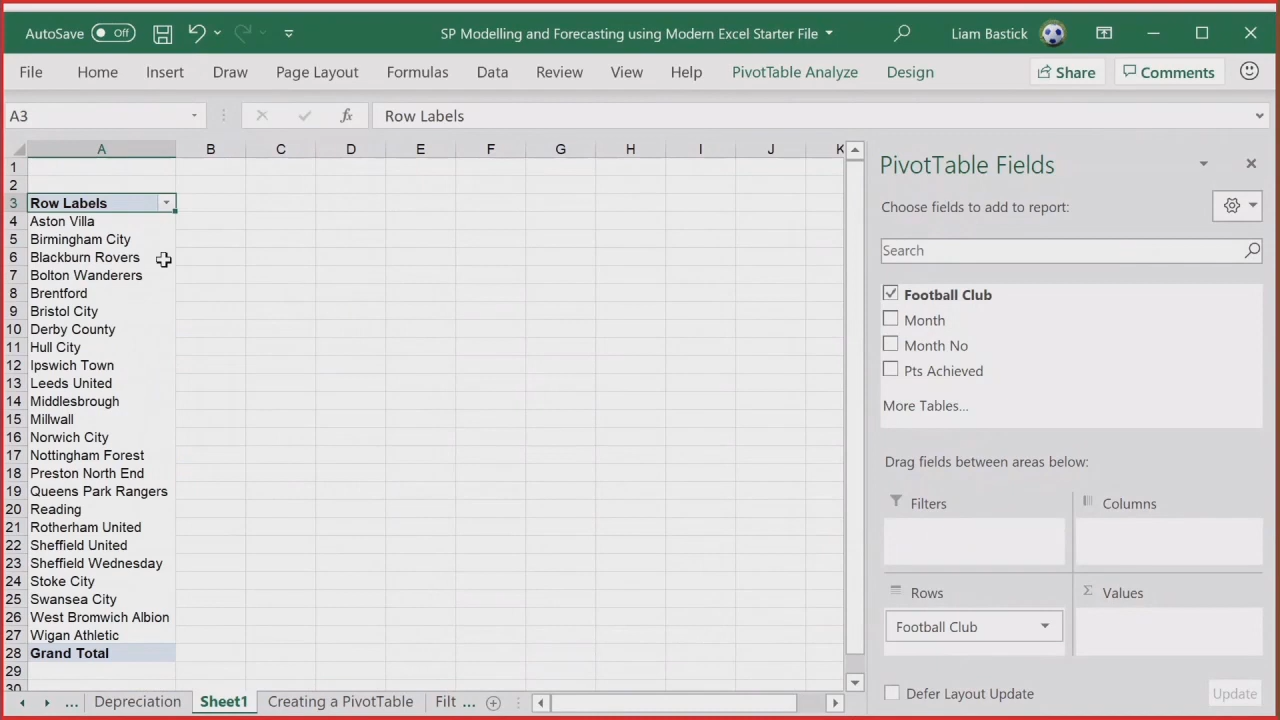 AutoSave Off SP Modelling and Forecasting using Modern Excel Starter File Liam Bastick
File Home Insert Draw Page Layout Formulas Data Review View Help PivotTable Analyze Design Share Comments
A3 fx Row Labels
A B C D E F G H I J K
1
2
3 Row Labels
4 Aston Villa
5 Birmingham City
6 Blackburn Rovers
7 Bolton Wanderers
8 Brentford
9 Bristol City
10 Derby County
11 Hull City
12 Ipswich Town
13 Leeds United
14 Middlesbrough
15 Millwall
16 Norwich City
17 Nottingham Forest
18 Preston North End
19 Queens Park Rangers
20 Reading
21 Rotherham United
22 Sheffield United
23 Sheffield Wednesday
24 Stoke City
25 Swansea City
26 West Bromwich Albion
27 Wigan Athletic
28 Grand Total
29
30
PivotTable Fields
Choose fields to add to report:
Search
Football Club
Month
Month No
Pts Achieved
More Tables...
Drag fields between areas below:
Filters Columns
Rows Σ Values
Football Club
Defer Layout Update Update
... Depreciation Sheet1 Creating a PivotTable Filt ...